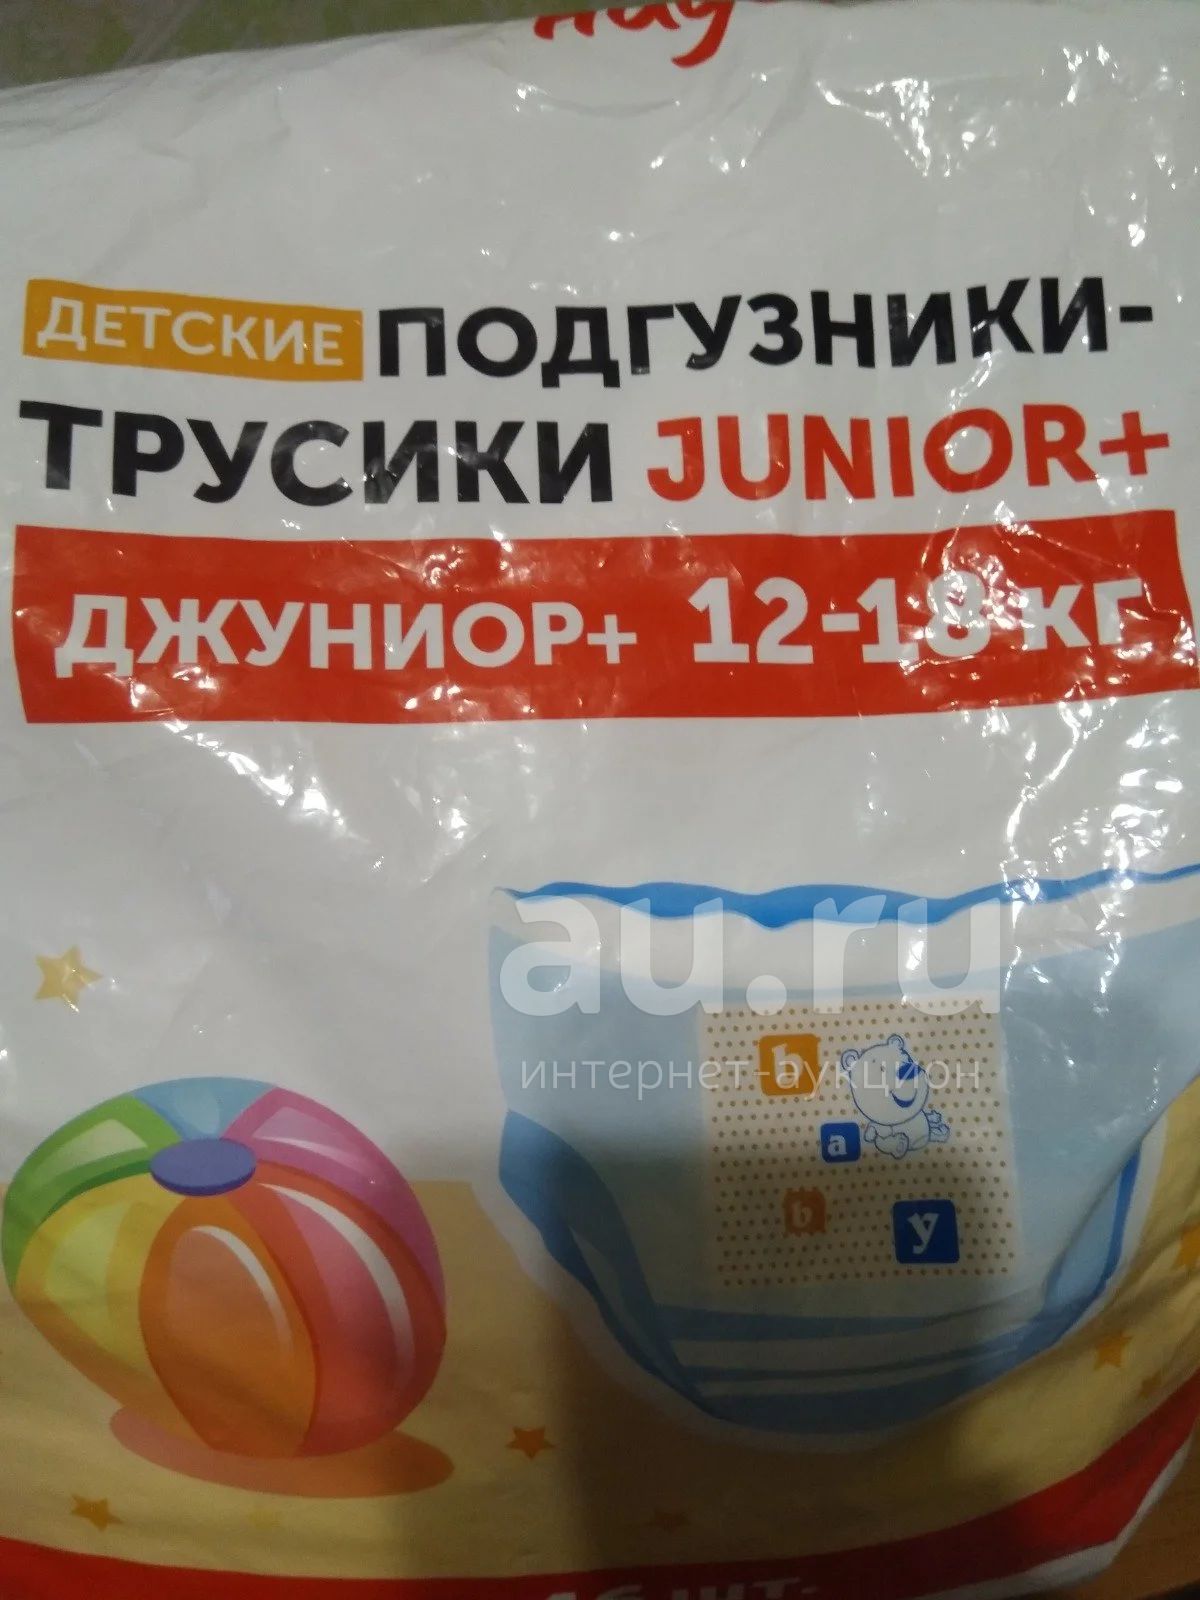 ДЕТСКИЕ ПОДГУЗНИКИ-
ТРУСИКИ JUNIOR+
ДЖУНИОР+ 12-18 кг
au.ru
интернет-аукцион
b
a
b
y